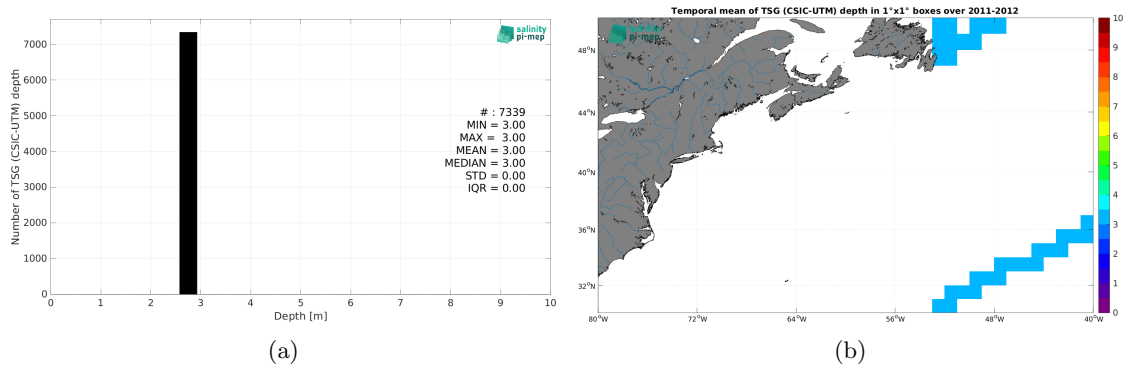 7000
6000
5000
4000
3000
2000
1000
0
Number of TSG (CSIC-UTM) depth
salinity
pi-mep
# : 7339
MIN = 3.00
MAX = 3.00
MEAN = 3.00
MEDIAN = 3.00
STD = 0.00
IQR = 0.00
0 1 2 3 4 5 6 7 8 9 10
Depth [m]
(a)
Temporal mean of TSG (CSIC-UTM) depth in 1°x1° boxes over 2011-2012
salinity
pi-mep
48°N
44°N
40°N
36°N
32°N
80°W 72°W 64°W 56°W 48°W 40°W
10
9
8
7
6
5
4
3
2
1
0
(b)